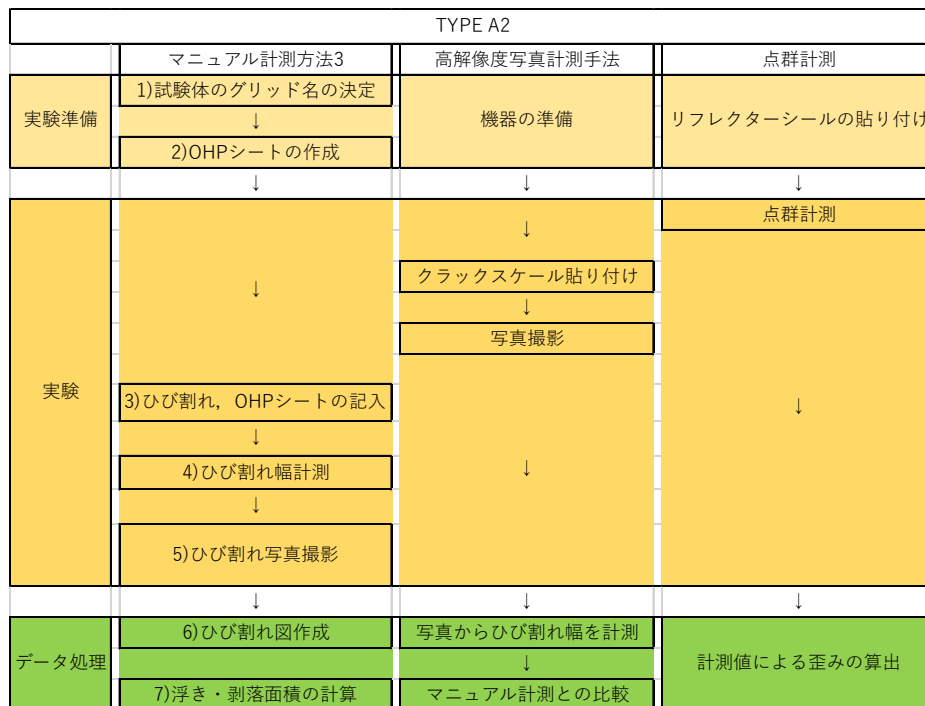 TYPE A2
マニュアル計測方法3 高解像度写真計測手法 点群計測
1)試験体のグリッド名の決定
実験準備 ↓ 機器の準備 リフレクターシールの貼り付け
2)OHPシートの作成
↓ ↓ ↓
点群計測
↓
クラックスケール貼り付け
↓ ↓
写真撮影
実験 3)ひび割れ，OHPシートの記入 ↓
↓
4)ひび割れ幅計測 ↓
↓
5)ひび割れ写真撮影
↓ ↓ ↓
6)ひび割れ図作成 写真からひび割れ幅を計測
データ処理 ↓ 計測値による歪みの算出
7)浮き・剥落面積の計算 マニュアル計測との比較